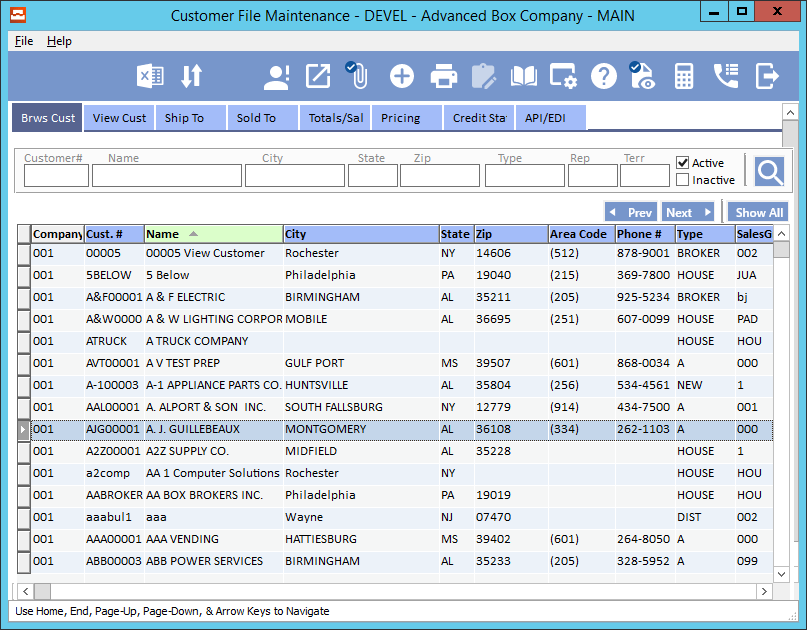 Customer File Maintenance - DEVEL - Advanced Box Company - MAIN
File Help
Brws Cust View Cust Ship To Sold To Totals/Sal Pricing Credit Sta API/EDI
Customer# Name City State Zip Type Rep Terr Active
Inactive
Prev Next Show All
Company Cust. # Name City State Zip Area Code Phone # Type SalesG
001 00005 00005 View Customer Rochester NY 14606 (512) 878-9001 BROKER 002
001 5BELOW 5 Below Philadelphia PA 19040 (215) 369-7800 HOUSE JUA
001 A&F00001 A & F ELECTRIC BIRMINGHAM AL 35211 (205) 925-5234 BROKER bj
001 A&W0000 A & W LIGHTING CORPOR MOBILE AL 36695 (251) 607-0099 HOUSE PAD
001 ATRUCK A TRUCK COMPANY HOUSE HOU
001 AVT00001 A V TEST PREP GULF PORT MS 39507 (601) 868-0034 A 000
001 A-100003 A-1 APPLIANCE PARTS CO. HUNTSVILLE AL 35804 (256) 534-4561 NEW 1
001 AAL00001 A. ALPORT & SON INC. SOUTH FALLSBURG NY 12779 (914) 434-7500 A 001
001 AJG00001 A. J. GUILLEBEAUX MONTGOMERY AL 36108 (334) 262-1103 A 000
001 A2Z00001 A2Z SUPPLY CO. MIDFIELD AL 35228 HOUSE 1
001 a2comp AA 1 Computer Solutions Rochester NY HOUSE HOU
001 AABROKER AA BOX BROKERS INC. Philadelphia PA 19019 HOUSE HOU
001 aaabul1 aaa Wayne NJ 07470 DIST 002
001 AAA00001 AAA VENDING HATTIESBURG MS 39402 (601) 264-8050 A 000
001 ABB00003 ABB POWER SERVICES BIRMINGHAM AL 35233 (205) 328-5952 A 099
Use Home, End, Page-Up, Page-Down, & Arrow Keys to Navigate